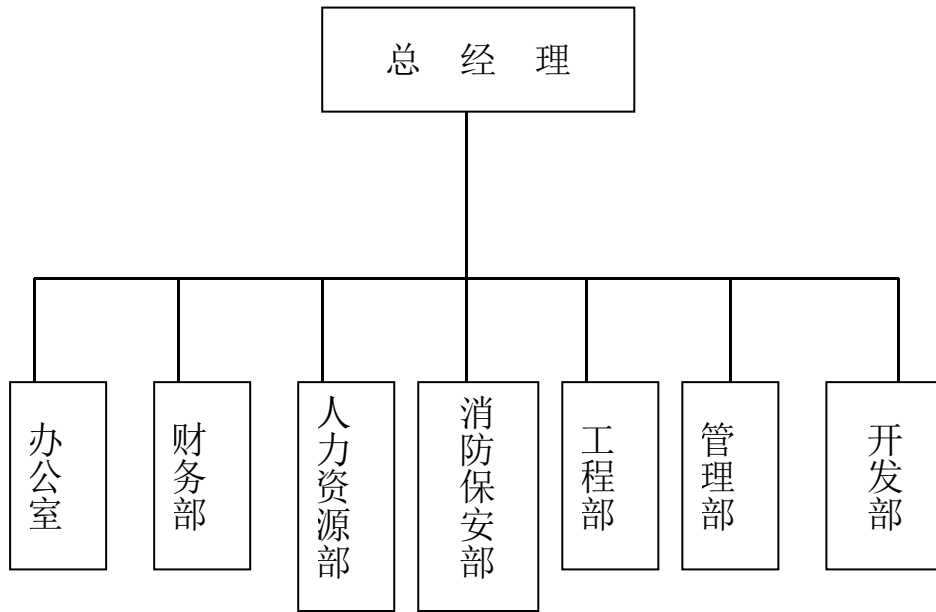 总 经 理
办公室
财务部
人力资源部
消防保安部
工程部
管理部
开发部